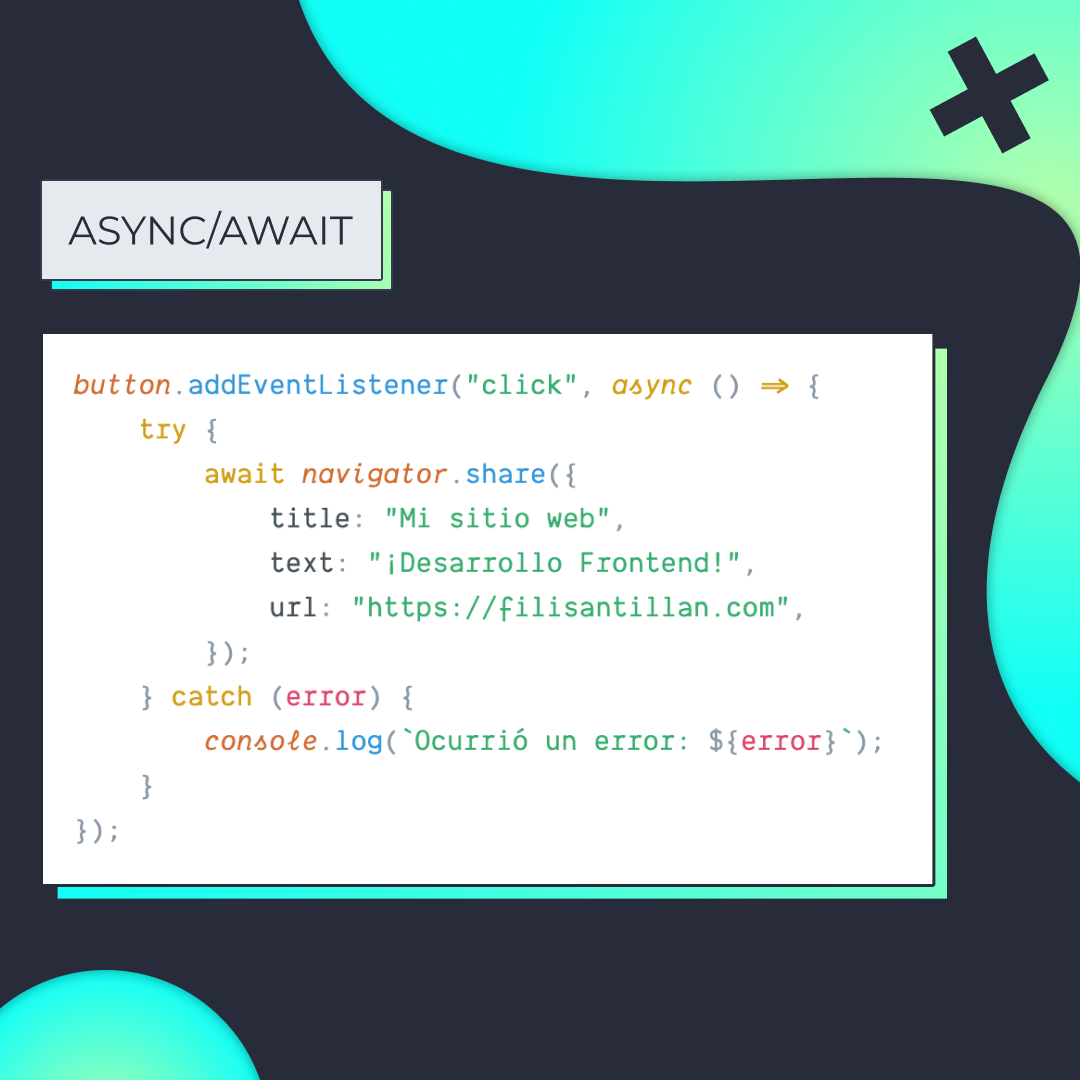 ASYNC/AWAIT
button.addEventListener("click", async () => {
    try {
        await navigator.share({
            title: "Mi sitio web",
            text: "¡Desarrollo Frontend!",
            url: "https://filisantillan.com",
        });
    } catch (error) {
        console.log(`Ocurrió un error: ${error}`);
    }
});